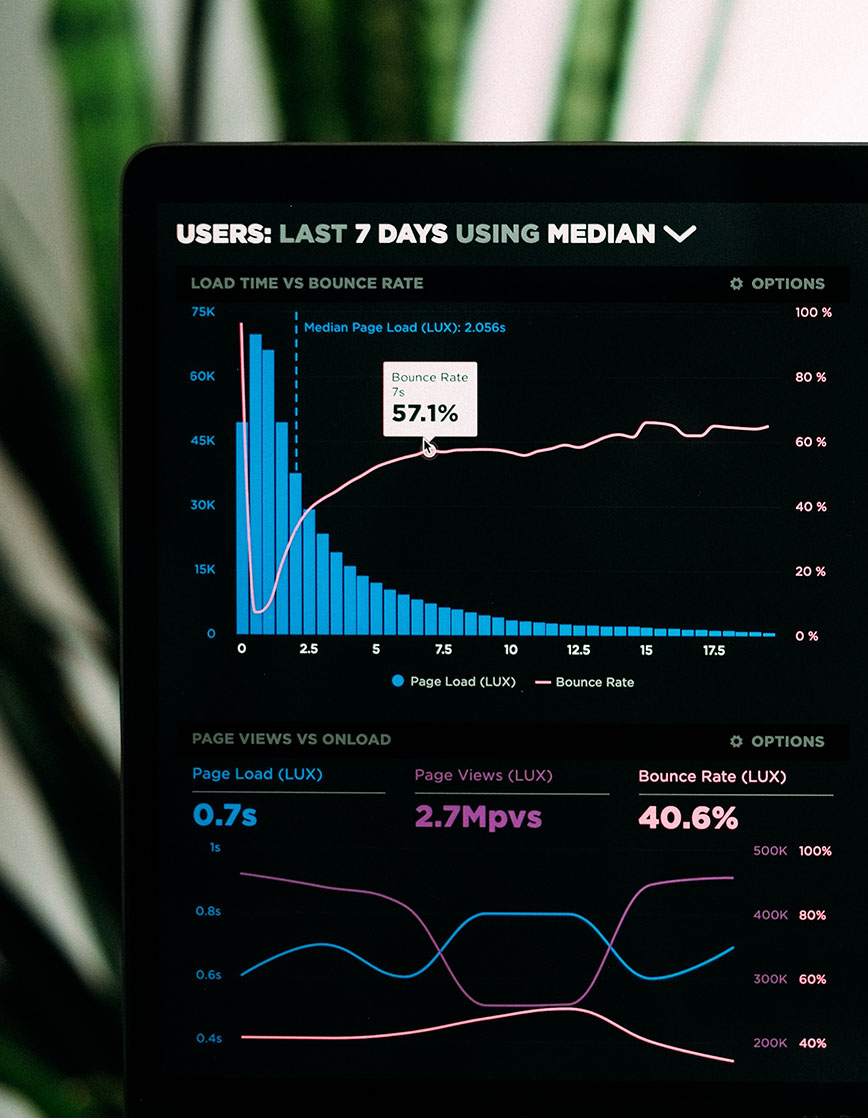 USERS: LAST 7 DAYS USING MEDIAN
LOAD TIME VS BOUNCE RATE
OPTIONS
75K
100 %
Median Page Load (LUX): 2.056s
60K
80 %
Bounce Rate
7s
57.1%
45K
60 %
30K
40 %
15K
20 %
0
0 %
0 2.5 5 7.5 10 12.5 15 17.5
Page Load (LUX) Bounce Rate
PAGE VIEWS VS ONLOAD
OPTIONS
Page Load (LUX)
0.7s
Page Views (LUX)
2.7Mpvs
Bounce Rate (LUX)
40.6%
1s
500K 100%
0.8s
400K 80%
0.6s
300K 60%
0.4s
200K 40%